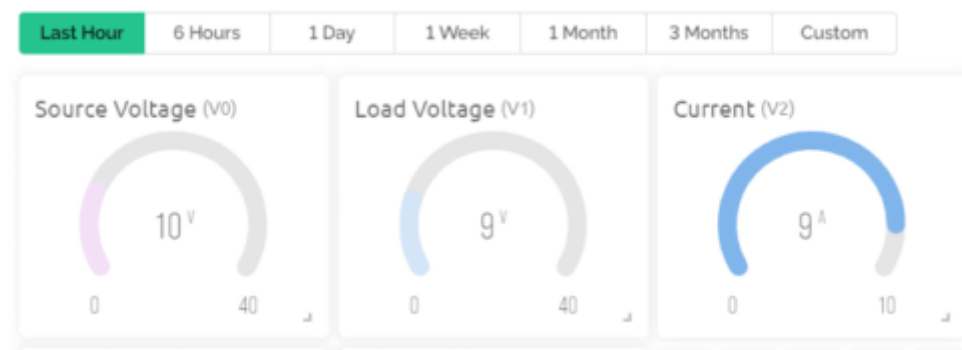 Last Hour 6 Hours 1 Day 1 Week 1 Month 3 Months Custom
Source Voltage (V0) Load Voltage (V1) Current (V2)
10 V 9 V 9 A
0 40 0 40 0 10